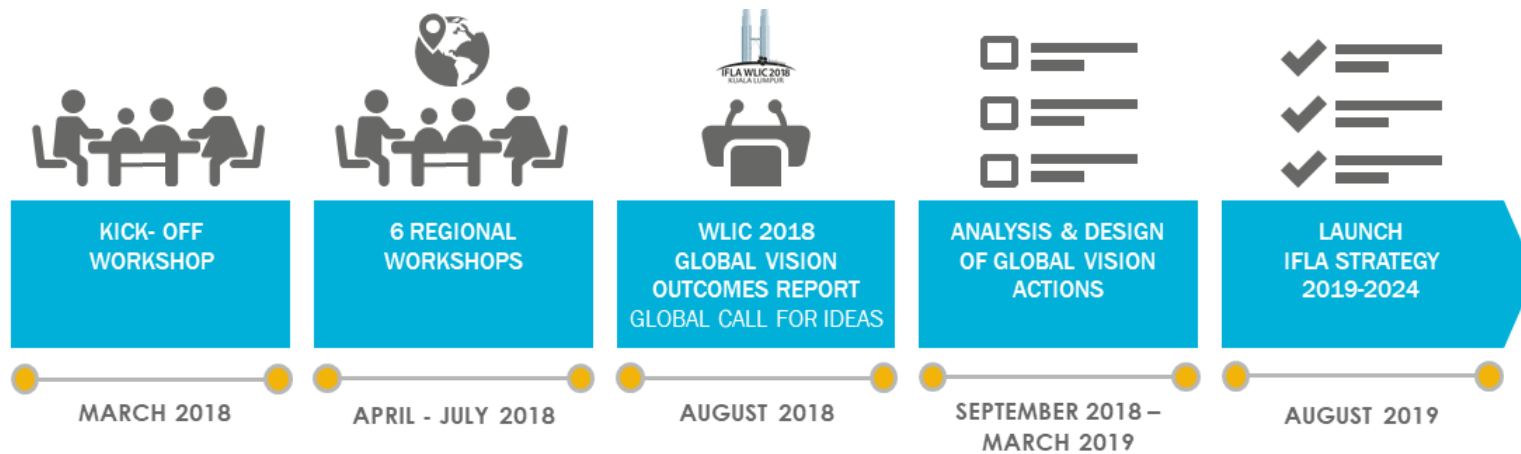 IFLA WLIC 2018
KUALA LUMPUR
KICK- OFF
WORKSHOP
6 REGIONAL
WORKSHOPS
WLIC 2018
GLOBAL VISION
OUTCOMES REPORT
GLOBAL CALL FOR IDEAS
ANALYSIS & DESIGN
OF GLOBAL VISION
ACTIONS
LAUNCH
IFLA STRATEGY
2019-2024
MARCH 2018
APRIL - JULY 2018
AUGUST 2018
SEPTEMBER 2018 –
MARCH 2019
AUGUST 2019